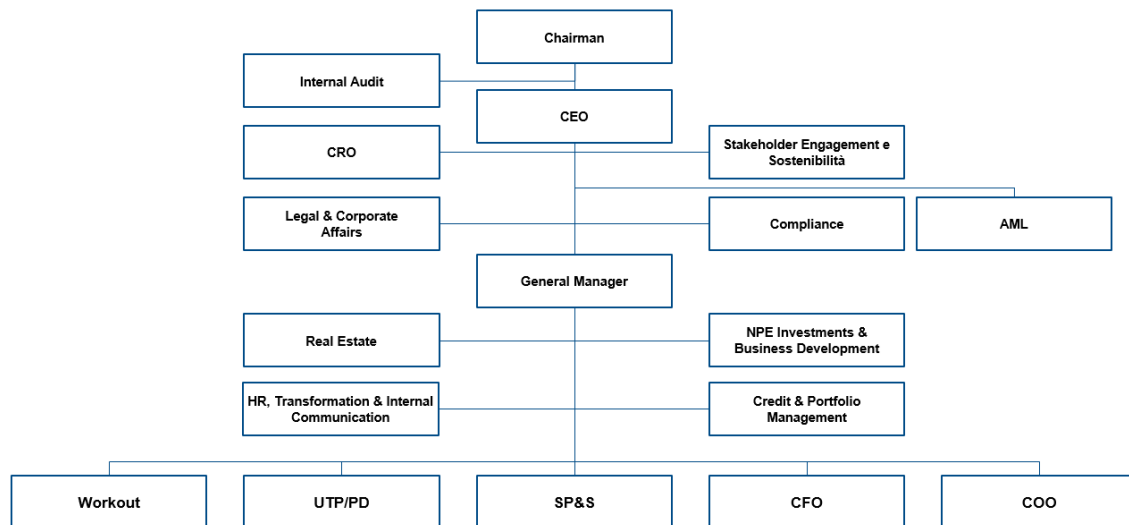 Chairman
Internal Audit
CEO
CRO
Stakeholder Engagement e
Sostenibilità
Legal & Corporate
Affairs
Compliance
AML
General Manager
Real Estate
NPE Investments &
Business Development
HR, Transformation & Internal
Communication
Credit & Portfolio
Management
Workout
UTP/PD
SP&S
CFO
COO